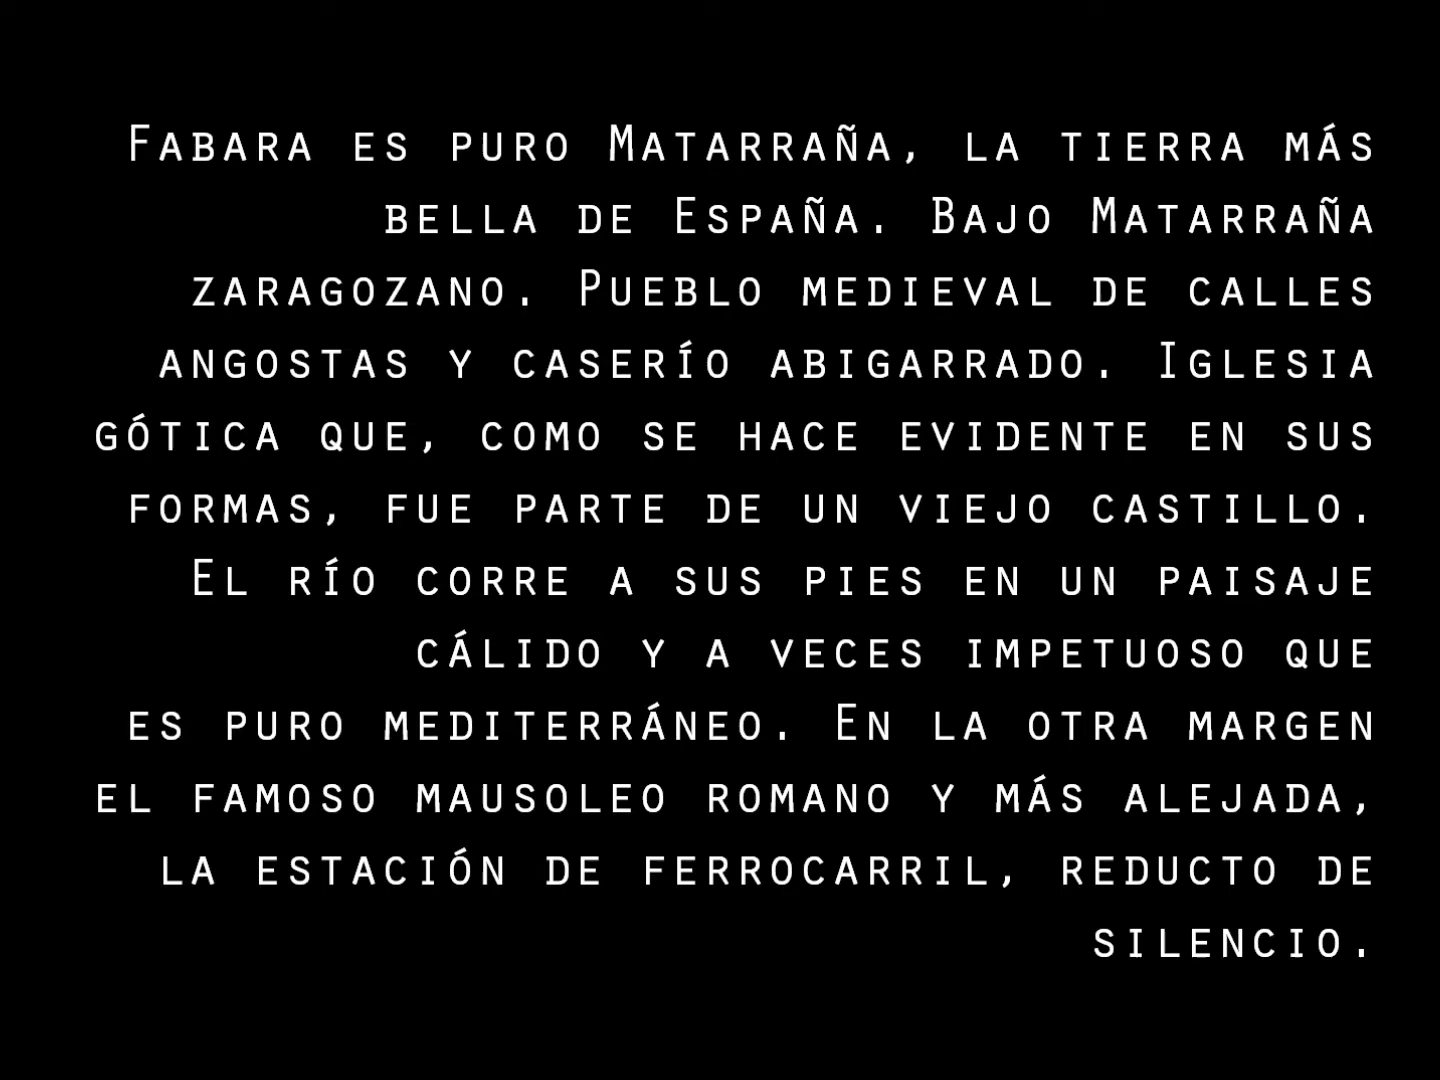 Fabara es puro Matarraña, la tierra más
bella de España. Bajo Matarraña
zaragozano. Pueblo medieval de calles
angostas y caserío abigarrado. Iglesia
gótica que, como se hace evidente en sus
formas, fue parte de un viejo castillo.
El río corre a sus pies en un paisaje
cálido y a veces impetuoso que
es puro mediterráneo. En la otra margen
el famoso mausoleo romano y más alejada,
la estación de ferrocarril, reducto de
silencio.